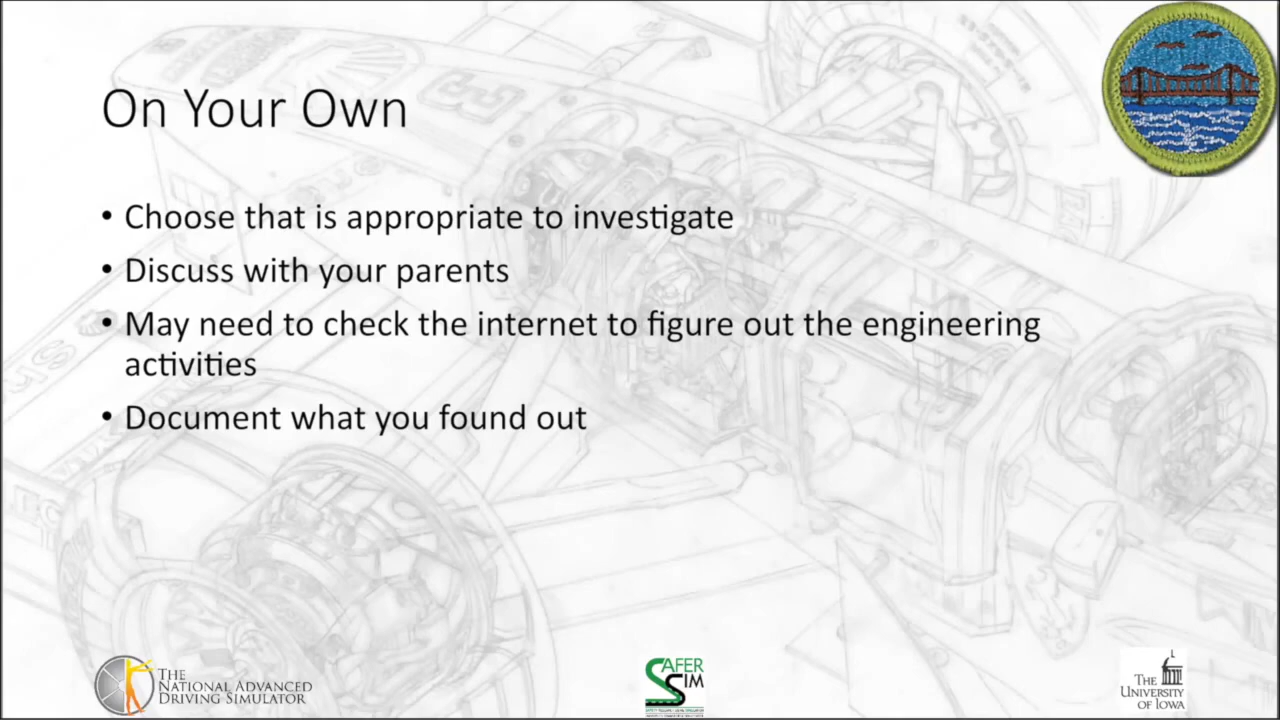 On Your Own
• Choose that is appropriate to investigate
• Discuss with your parents
• May need to check the internet to figure out the engineering
activities
• Document what you found out
THE
NATIONAL ADVANCED
DRIVING SIMULATOR
SAFER
SIM
THE
UNIVERSITY
OF IOWA